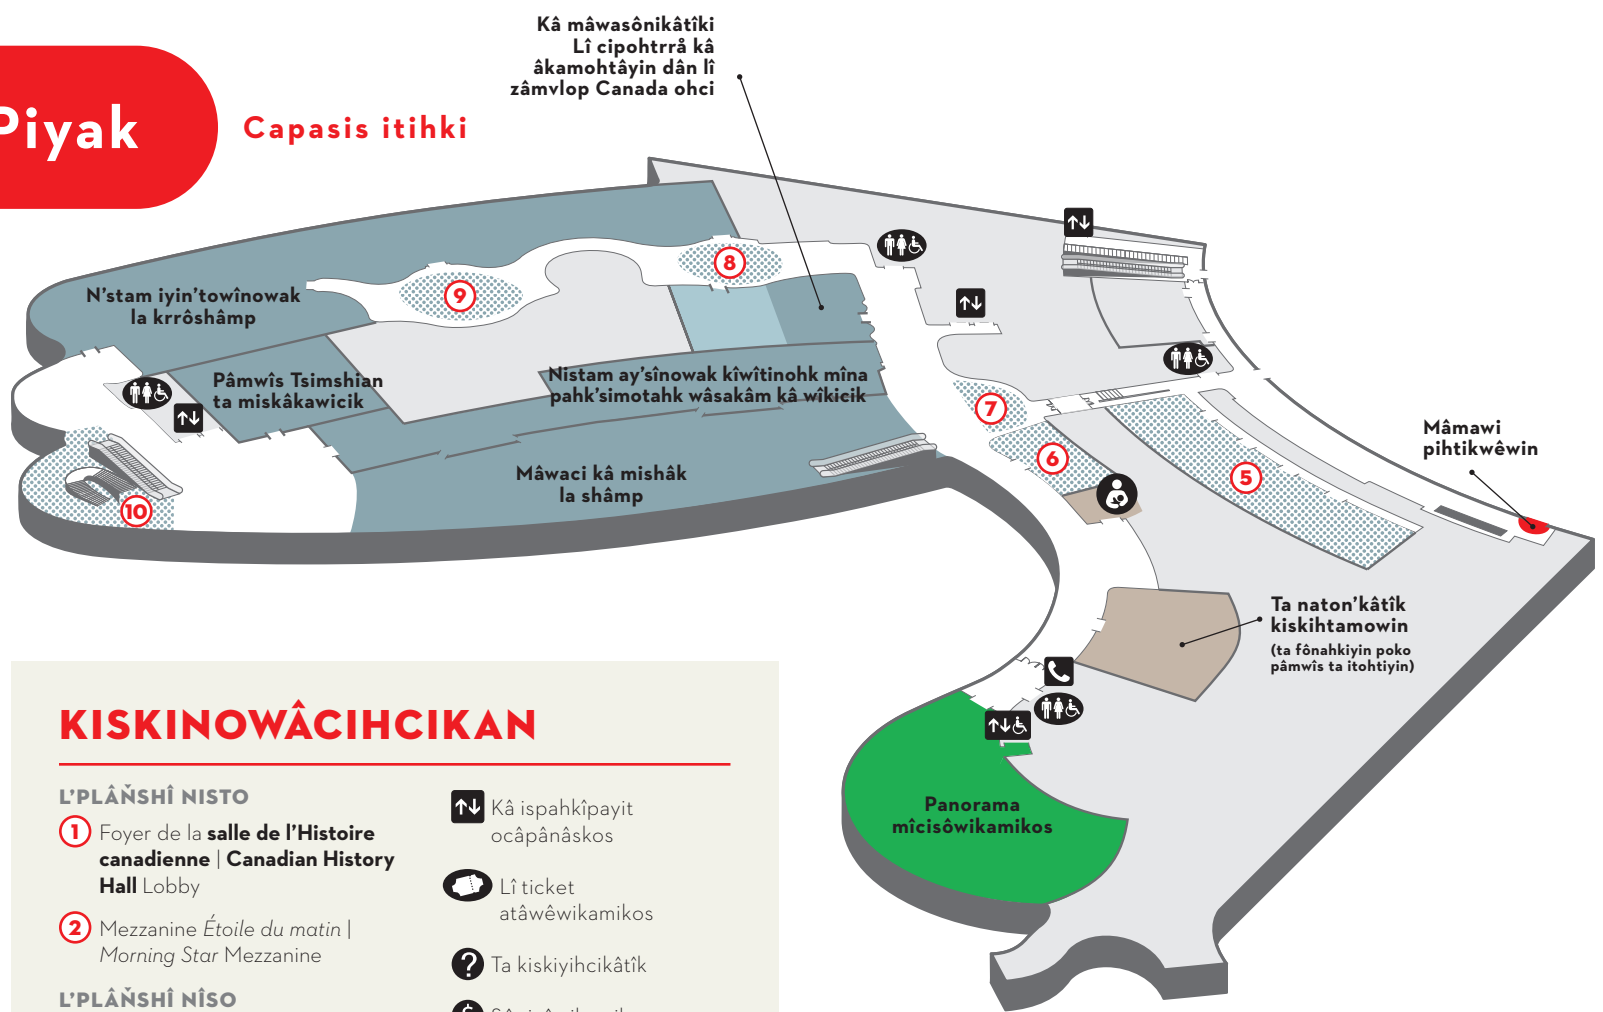 Kâ mâwasônikâtîki
Lî cipohtrrå kâ
âkamohtâyin dân lî
zâmvlop Canada ohci
Piyak
Capasis itihki
8
9
N'stam iyin'towînowak
la krrôshâmp
Pâmwîs Tsimshian
ta miskâkawicik
Nistam ay'sînowak kîwîtinohk mîna
pahk'simotahk wâsakâm kâ wîkicik
7
6
5
Mâmawi
pihtikwêwin
Mâwaci kâ mishâk
la shâmp
10
Ta naton'kâtîk
kiskihtamowin
(ta fônahkiyin poko
pâmwîs ta itohtiyin)
Panorama
mîcisôwikamikos
KISKINOWÂCIHCIKAN
L'PLÂŇSHÎ NISTO
1 Foyer de la salle de l'Histoire
canadienne | Canadian History
Hall Lobby
2 Mezzanine Étoile du matin |
Morning Star Mezzanine
L'PLÂŇSHÎ NÎSO
Kâ ispahkîpayit
ocâpânâskos
Lî ticket
atâwêwikamikos
? Ta kiskiyihcikâtîk